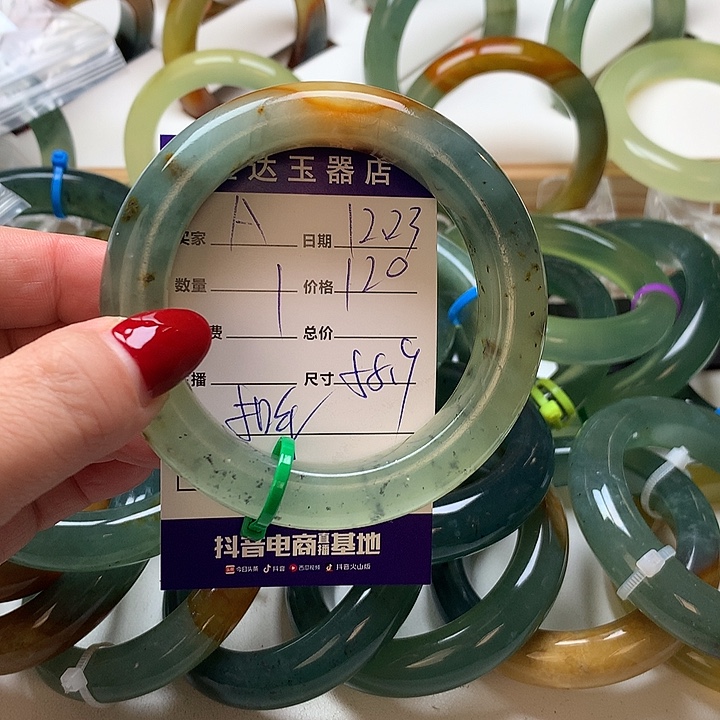 达玉器店
买家 A 日期 1223
数量 1 价格 120
费 总价
播 尺寸 58.9
抖音电商直播基地
今日头条 抖音 西瓜视频 抖音火山版